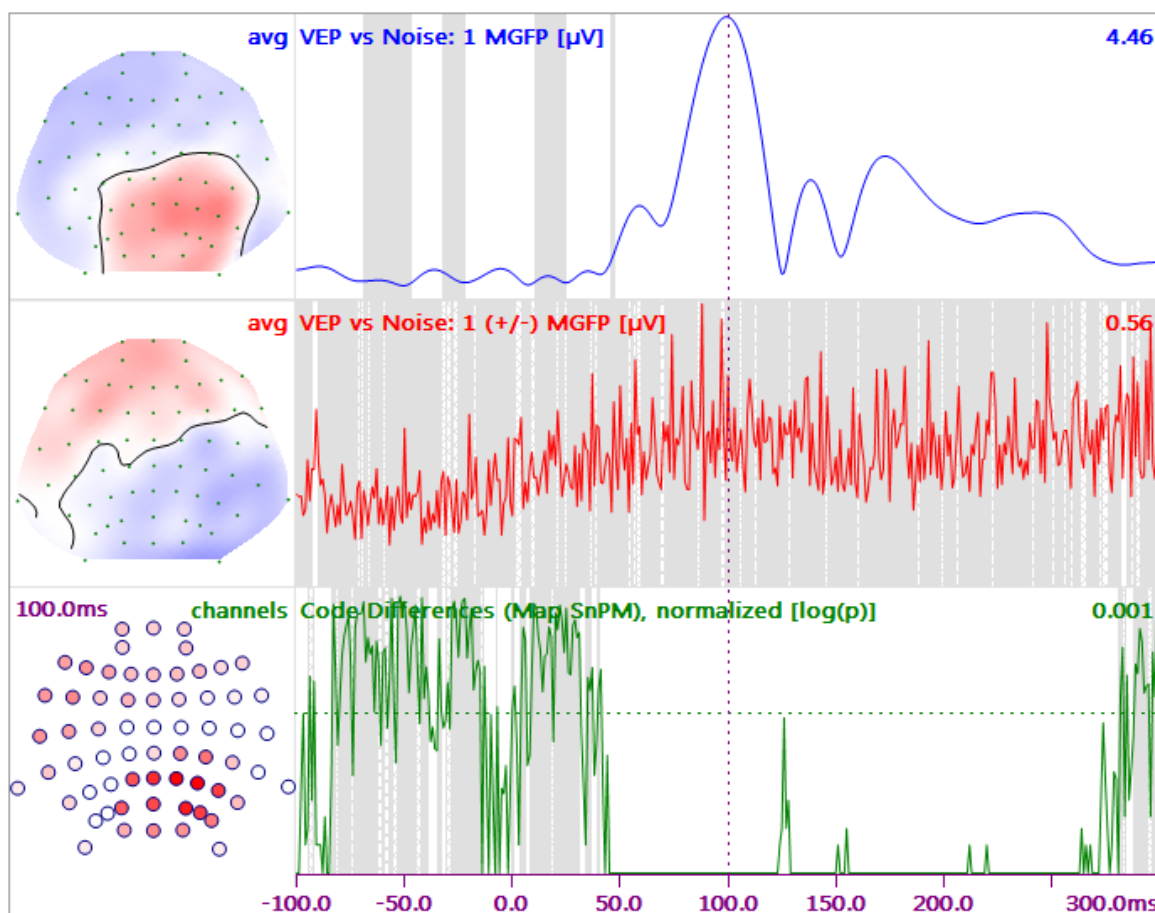 avg VEP vs Noise: 1 MGFP [µV] 4.46
avg VEP vs Noise: 1 (+/-) MGFP [µV] 0.56
100.0ms channels Code Differences (Map SnPM), normalized [log(p)] 0.001
-100.0 -50.0 0.0 50.0 100.0 150.0 200.0 300.0ms